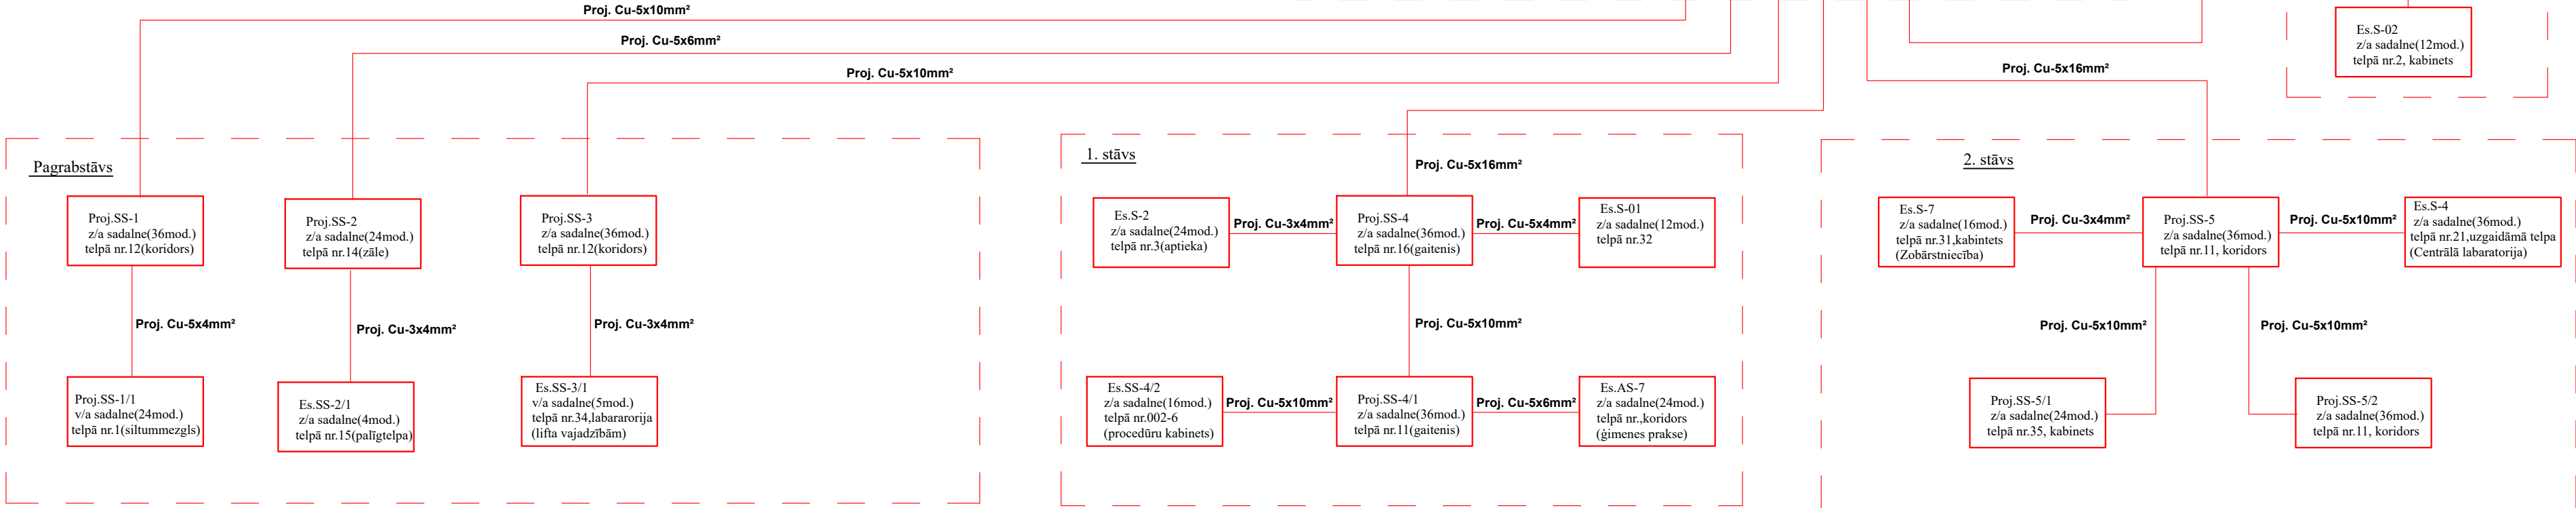 Proj. Cu-5x10mm²
Proj. Cu-5x6mm²
Proj. Cu-5x10mm²
Proj. Cu-5x16mm²
Es.S-02
z/a sadalne(12mod.)
telpā nr.2, kabinets
Pagrabstāvs
Proj.SS-1
z/a sadalne(36mod.)
telpā nr.12(koridors)
Proj.SS-2
z/a sadalne(24mod.)
telpā nr.14(zāle)
Proj.SS-3
z/a sadalne(36mod.)
telpā nr.12(koridors)
Proj. Cu-5x4mm²
Proj. Cu-3x4mm²
Proj. Cu-3x4mm²
Proj.SS-1/1
v/a sadalne(24mod.)
telpā nr.1(siltummezgls)
Es.SS-2/1
z/a sadalne(4mod.)
telpā nr.15(palīgtelpa)
Es.SS-3/1
v/a sadalne(5mod.)
telpā nr.34,labararorija
(lifta vajadzībām)
1. stāvs
Proj. Cu-5x16mm²
Es.S-2
z/a sadalne(24mod.)
telpā nr.3(aptieka)
Proj. Cu-3x4mm²
Proj.SS-4
z/a sadalne(36mod.)
telpā nr.16(gaitenis)
Proj. Cu-5x4mm²
Es.S-01
z/a sadalne(12mod.)
telpā nr.32
Proj. Cu-5x10mm²
Es.SS-4/2
z/a sadalne(16mod.)
telpā nr.002-6
(procedūru kabinets)
Proj. Cu-5x10mm²
Proj.SS-4/1
z/a sadalne(36mod.)
telpā nr.11(gaitenis)
Proj. Cu-5x6mm²
Es.AS-7
z/a sadalne(24mod.)
telpā nr.,koridors
(ģimenes prakse)
2. stāvs
Es.S-7
z/a sadalne(16mod.)
telpā nr.31,kabintets
(Zobārstniecība)
Proj. Cu-3x4mm²
Proj.SS-5
z/a sadalne(36mod.)
telpā nr.11, koridors
Proj. Cu-5x10mm²
Es.S-4
z/a sadalne(36mod.)
telpā nr.21,uzgaidāmā telpa
(Centrālā labaratorija)
Proj. Cu-5x10mm²
Proj. Cu-5x10mm²
Proj.SS-5/1
z/a sadalne(24mod.)
telpā nr.35, kabinets
Proj.SS-5/2
z/a sadalne(36mod.)
telpā nr.11, koridors